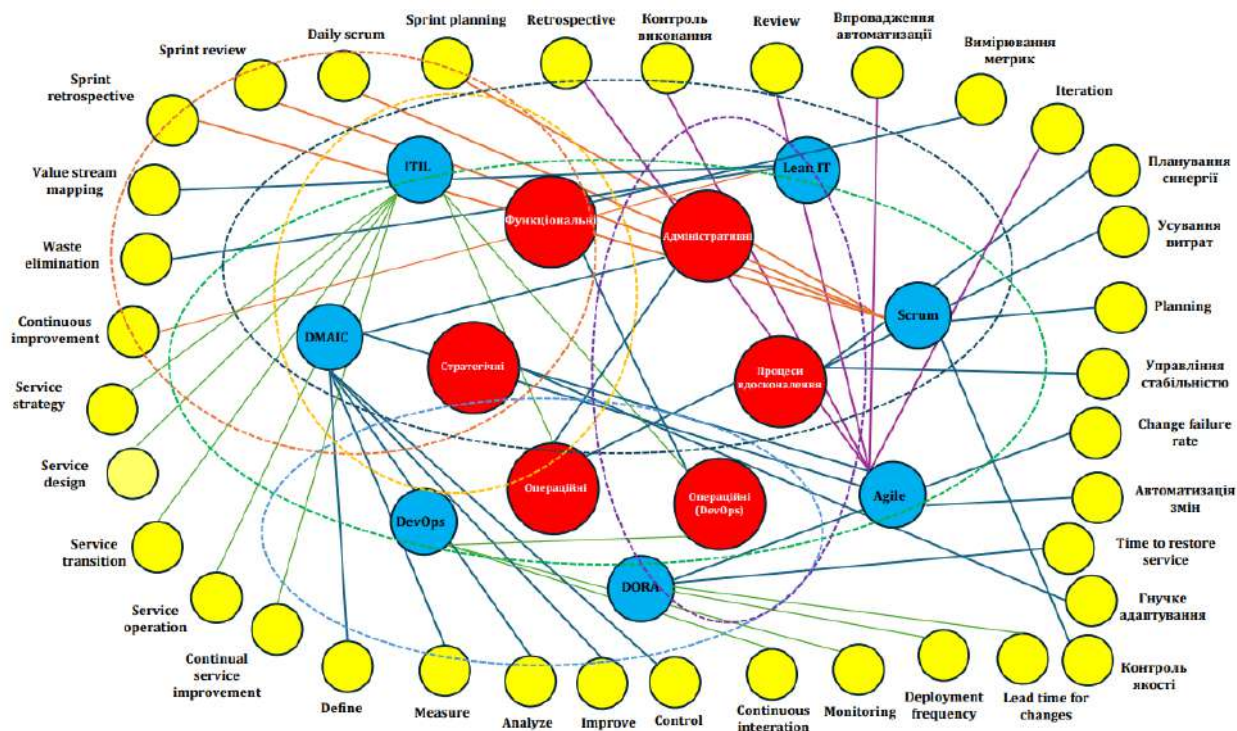 Sprint planning
Retrospective
Контроль
виконання
Review
Впровадження
автоматизації
Daily scrum
Вимірювання
метрик
Sprint review
Iteration
Sprint
retrospective
Планування
синергії
Value stream
mapping
ITIL
Lean IT
Функціональні
Адміністративні
Усування
витрат
Waste
elimination
Planning
Continuous
improvement
DMAIC
Scrum
Стратегічні
Процеси
вдосконалення
Управління
стабільністю
Service
strategy
Change failure
rate
Service
design
Операційні
Операційні
(DevOps)
Agile
Автоматизація
змін
DevOps
Service
transition
Time to restore
service
DORA
Гнучке
адаптування
Service
operation
Continual
service
improvement
Контроль
якості
Define
Measure
Analyze
Improve
Control
Continuous
integration
Monitoring
Deployment
frequency
Lead time for
changes